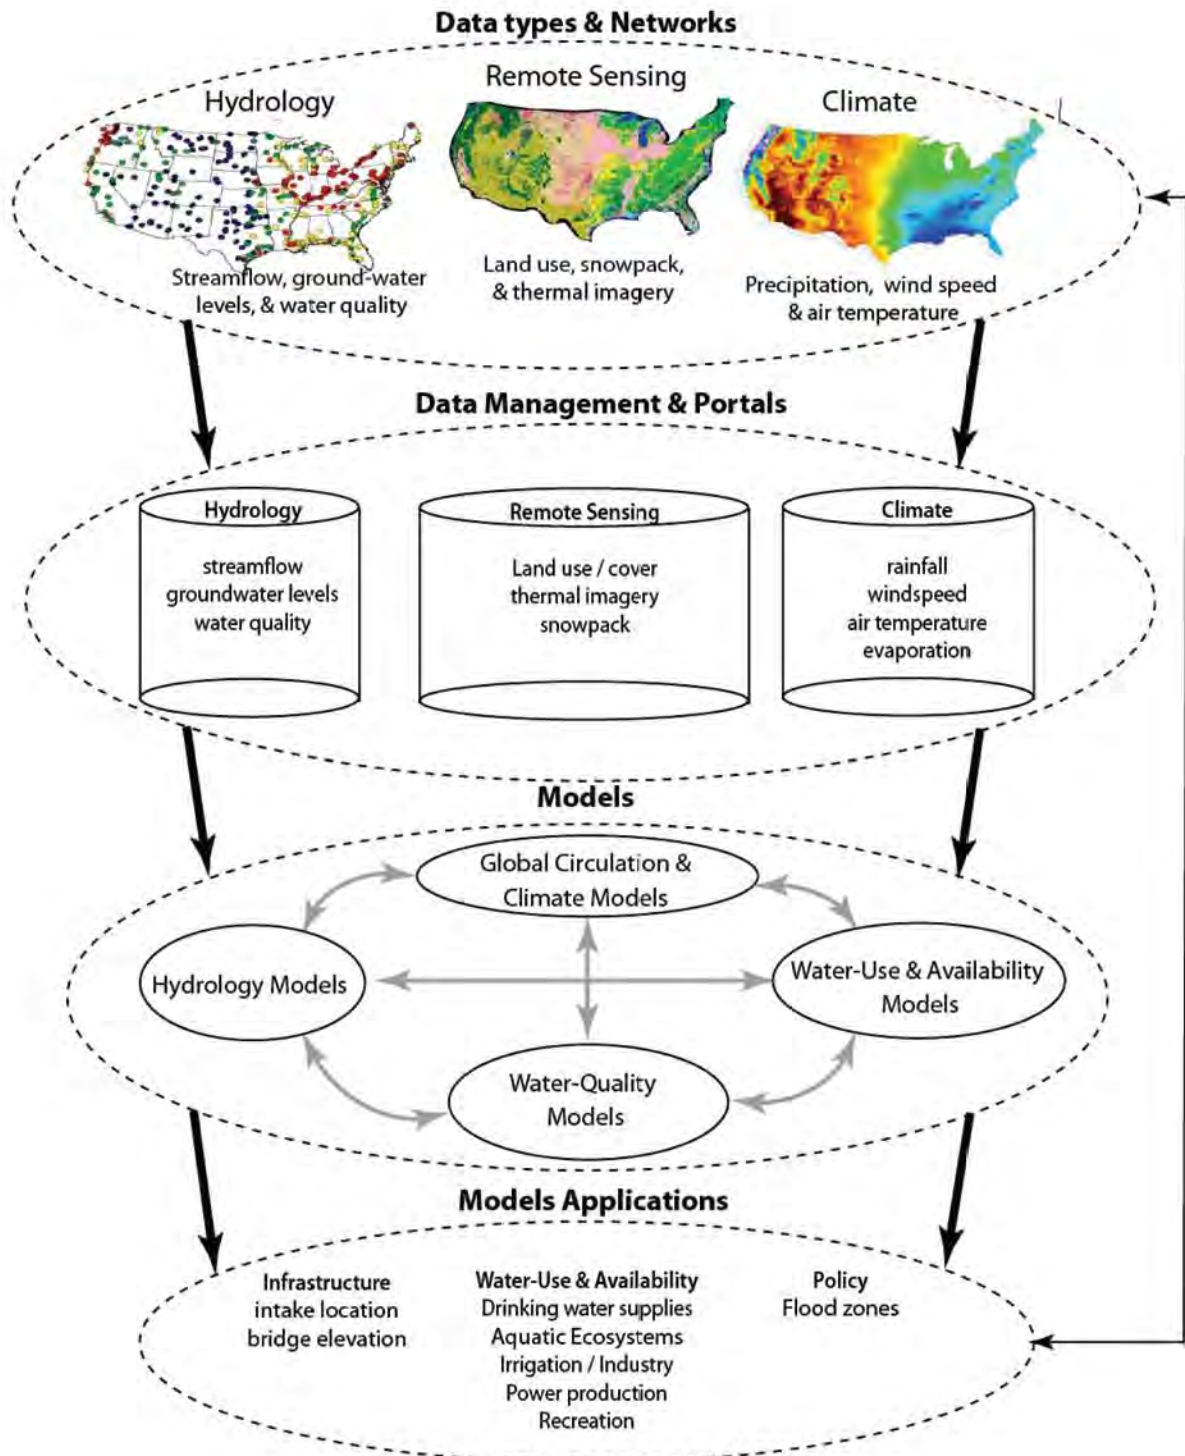 Data types & Networks
Hydrology
Remote Sensing
Climate
Streamflow, ground-water
levels, & water quality
Land use, snowpack,
& thermal imagery
Precipitation, wind speed
& air temperature
Data Management & Portals
Hydrology
streamflow
groundwater levels
water quality
Remote Sensing
Land use / cover
thermal imagery
snowpack
Climate
rainfall
windspeed
air temperature
evaporation
Models
Global Circulation &
Climate Models
Hydrology Models
Water-Use & Availability
Models
Water-Quality
Models
Models Applications
Infrastructure
intake location
bridge elevation
Water-Use & Availability
Drinking water supplies
Aquatic Ecosystems
Irrigation / Industry
Power production
Recreation
Policy
Flood zones